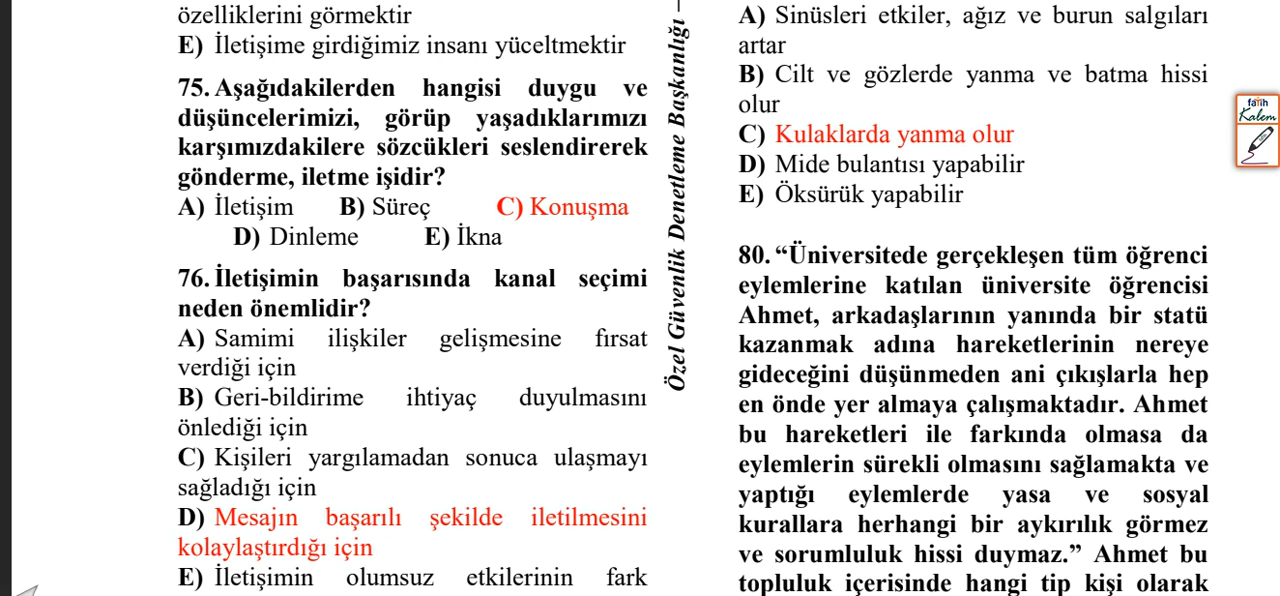 özelliklerini görmektir
E) İletişime girdiğimiz insanı yüceltmektir
75. Aşağıdakilerden hangisi duygu ve
düşüncelerimizi, görüp yaşadıklarımızı
karşımızdakilere sözcükleri seslendirerek
gönderme, iletme işidir?
A) İletişim B) Süreç C) Konuşma
D) Dinleme E) İkna
76. İletişimin başarısında kanal seçimi
neden önemlidir?
A) Samimi ilişkiler gelişmesine fırsat
verdiği için
B) Geri-bildirime ihtiyaç duyulmasını
önlediği için
C) Kişileri yargılamadan sonuca ulaşmayı
sağladığı için
D) Mesajın başarılı şekilde iletilmesini
kolaylaştırdığı için
E) İletişimin olumsuz etkilerinin fark
Özel Güvenlik Denetleme Başkanlığı –
A) Sinüsleri etkiler, ağız ve burun salgıları
artar
B) Cilt ve gözlerde yanma ve batma hissi
olur
C) Kulaklarda yanma olur
D) Mide bulantısı yapabilir
E) Öksürük yapabilir
80. “Üniversitede gerçekleşen tüm öğrenci
eylemlerine katılan üniversite öğrencisi
Ahmet, arkadaşlarının yanında bir statü
kazanmak adına hareketlerinin nereye
gideceğini düşünmeden ani çıkışlarla hep
en önde yer almaya çalışmaktadır. Ahmet
bu hareketleri ile farkında olmasa da
eylemlerin sürekli olmasını sağlamakta ve
yaptığı eylemlerde yasa ve sosyal
kurallara herhangi bir aykırılık görmez
ve sorumluluk hissi duymaz.” Ahmet bu
topluluk içerisinde hangi tip kişi olarak
fatih
Kalem